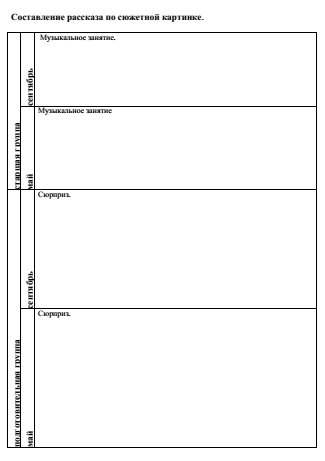 Составление рассказа по сюжетной картинке.
старшая группа
сентябрь
Музыкальное занятие.
май
Музыкальное занятие
подготовительная группа
сентябрь
Сюрприз.
май
Сюрприз.